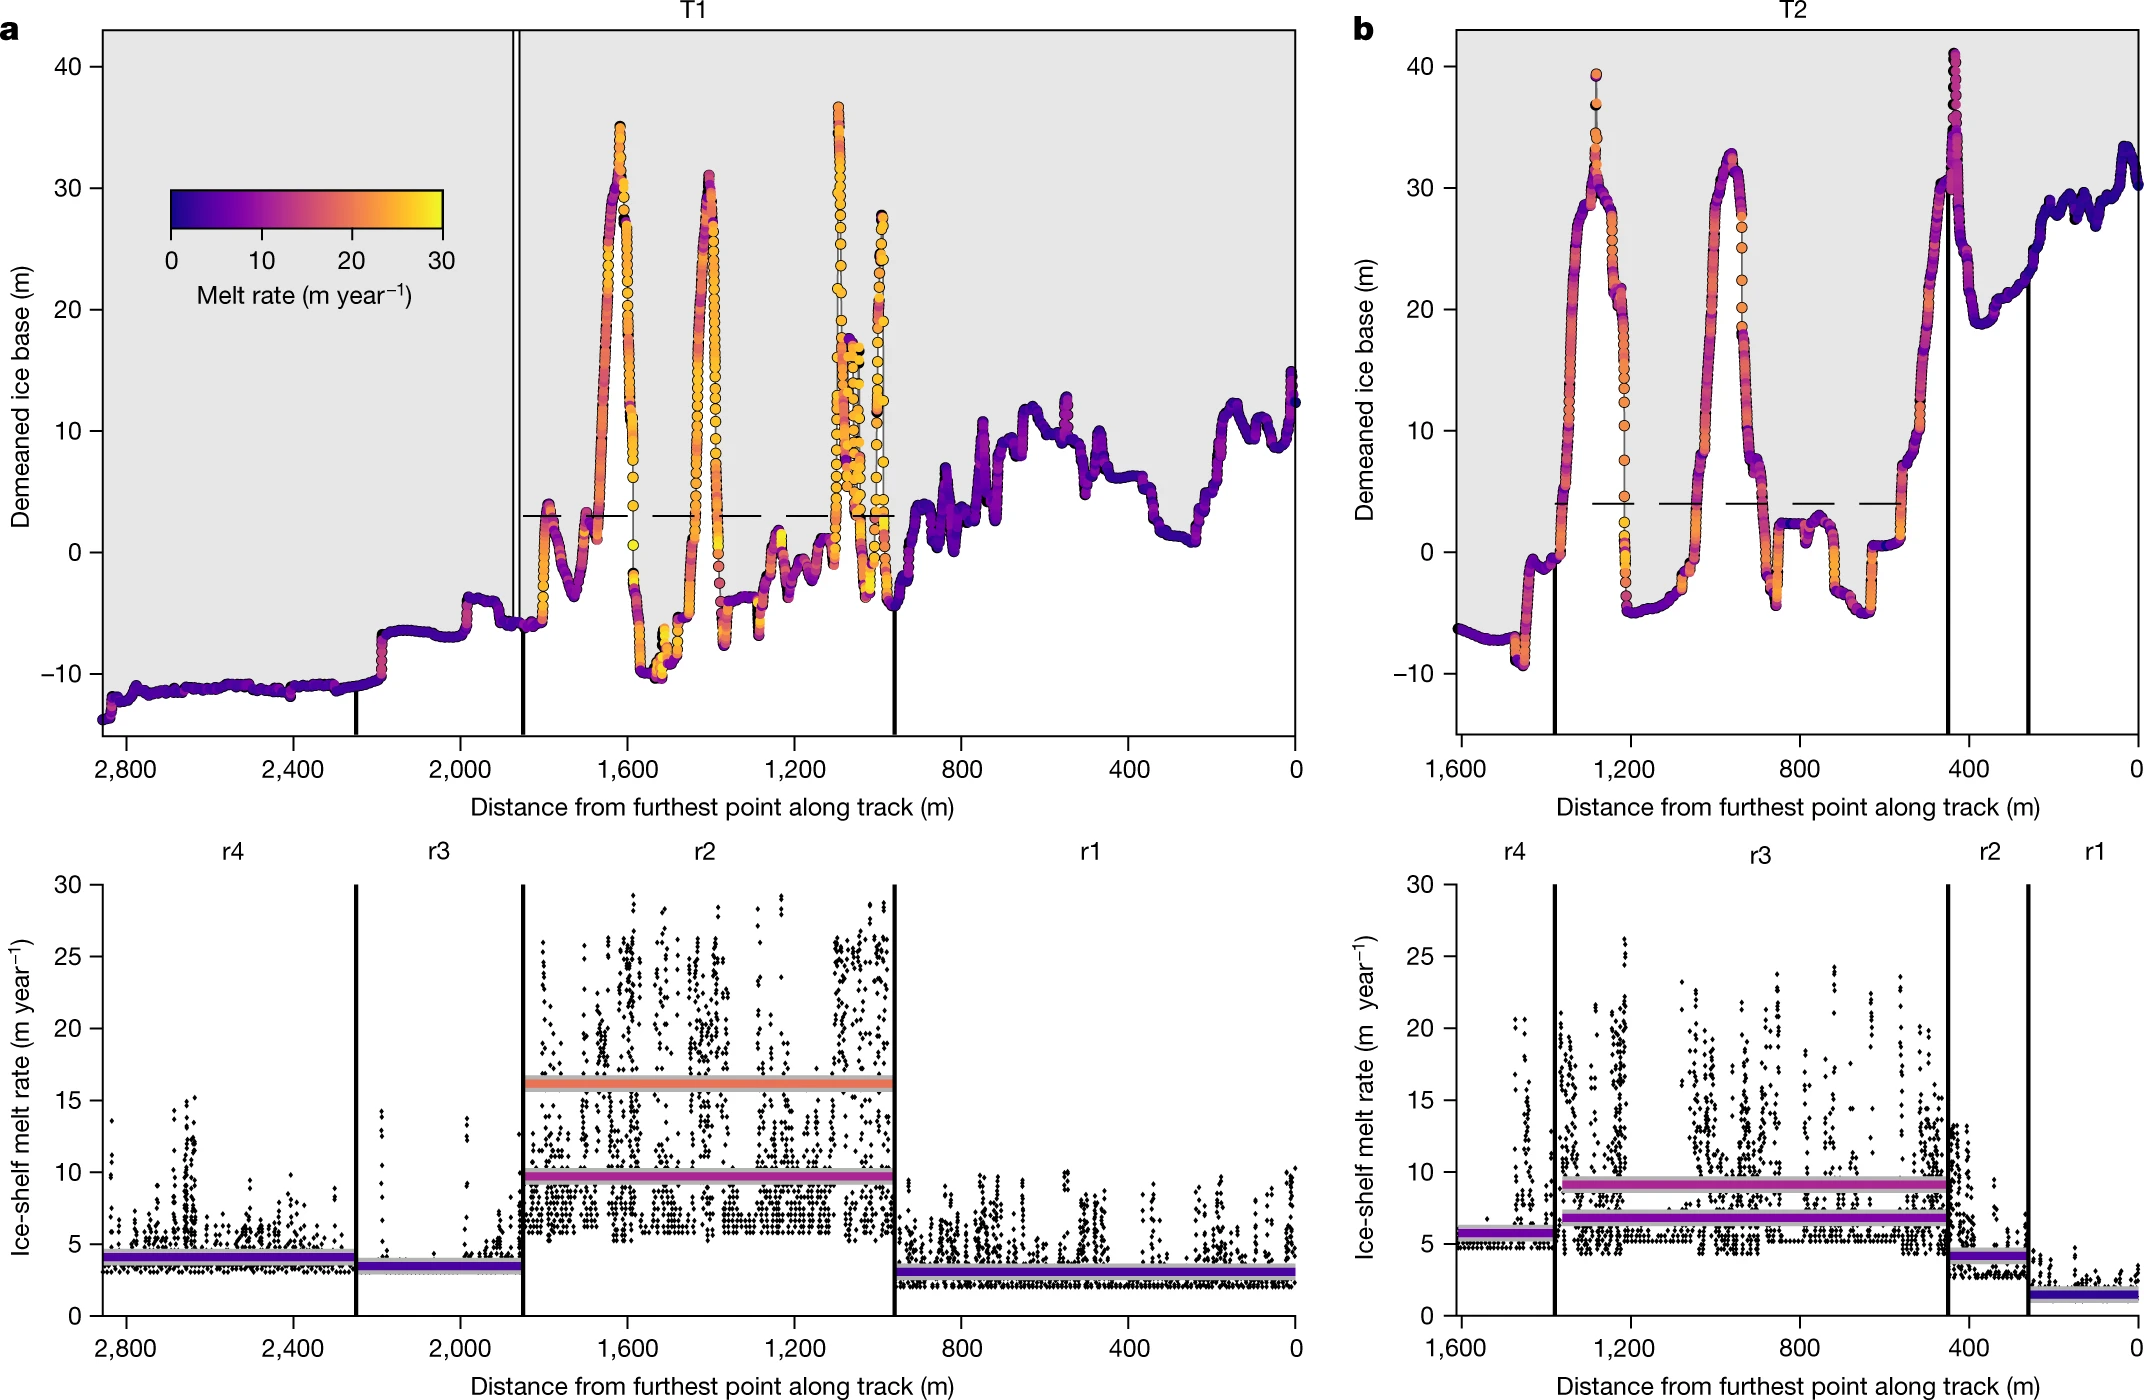 a
T1
40
30
20
10
0
−10
Demeaned ice base (m)
0 10 20 30
Melt rate (m year−1)
2,800 2,400 2,000 1,600 1,200 800 400 0
Distance from furthest point along track (m)
b
T2
40
30
20
10
0
−10
Demeaned ice base (m)
1,600 1,200 800 400 0
Distance from furthest point along track (m)
r4 r3 r2 r1
30
25
20
15
10
5
0
Ice-shelf melt rate (m year−1)
2,800 2,400 2,000 1,600 1,200 800 400 0
Distance from furthest point along track (m)
r4 r3 r2 r1
30
25
20
15
10
5
0
Ice-shelf melt rate (m year−1)
1,600 1,200 800 400 0
Distance from furthest point along track (m)